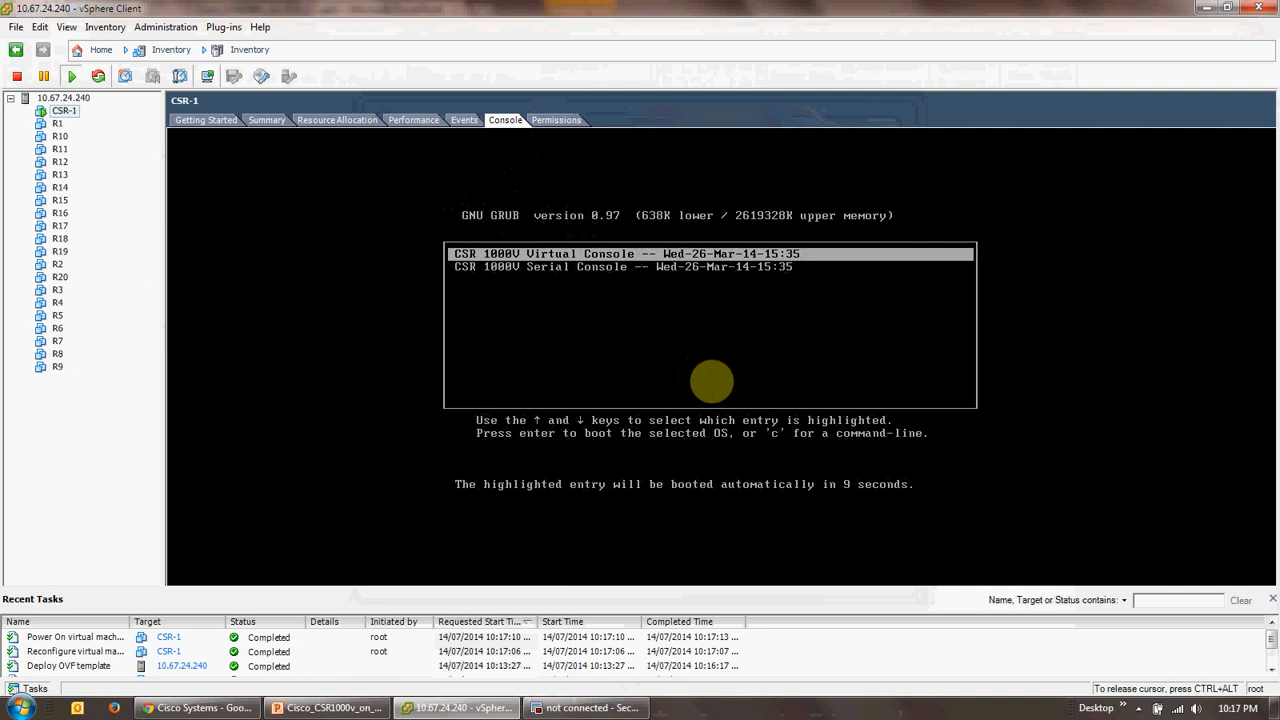 10.67.24.240 - vSphere Client
File Edit View Inventory Administration Plug-ins Help
Home Inventory Inventory
10.67.24.240
CSR-1
R1
R10
R11
R12
R13
R14
R15
R16
R17
R18
R19
R2
R20
R3
R4
R5
R6
R7
R8
R9
CSR-1
Getting Started Summary Resource Allocation Performance Events Console Permissions
GNU GRUB version 0.97 (638K lower / 2619328K upper memory)
CSR 1000V Virtual Console -- Wed-26-Mar-14-15:35
CSR 1000V Serial Console -- Wed-26-Mar-14-15:35
Use the ↑ and ↓ keys to select which entry is highlighted.
Press enter to boot the selected OS, or 'c' for a command-line.
The highlighted entry will be booted automatically in 9 seconds.
Recent Tasks
Name, Target or Status contains: Clear
Name Target Status Details Initiated by Requested Start Ti... Start Time Completed Time
Power On virtual mach... CSR-1 Completed root 14/07/2014 10:17:10 14/07/2014 10:17:10 14/07/2014 10:17:13 ...
Reconfigure virtual ma... CSR-1 Completed root 14/07/2014 10:17:06 14/07/2014 10:17:06 14/07/2014 10:17:07 ...
Deploy OVF template 10.67.24.240 Completed root 14/07/2014 10:13:27 14/07/2014 10:13:27 14/07/2014 10:16:17 ...
Tasks To release cursor, press CTRL+ALT root
Cisco Systems - Goo... Cisco_CSR1000v_on_... 10.67.24.240 - vSpher... not connected - Sec... Desktop 10:17 PM